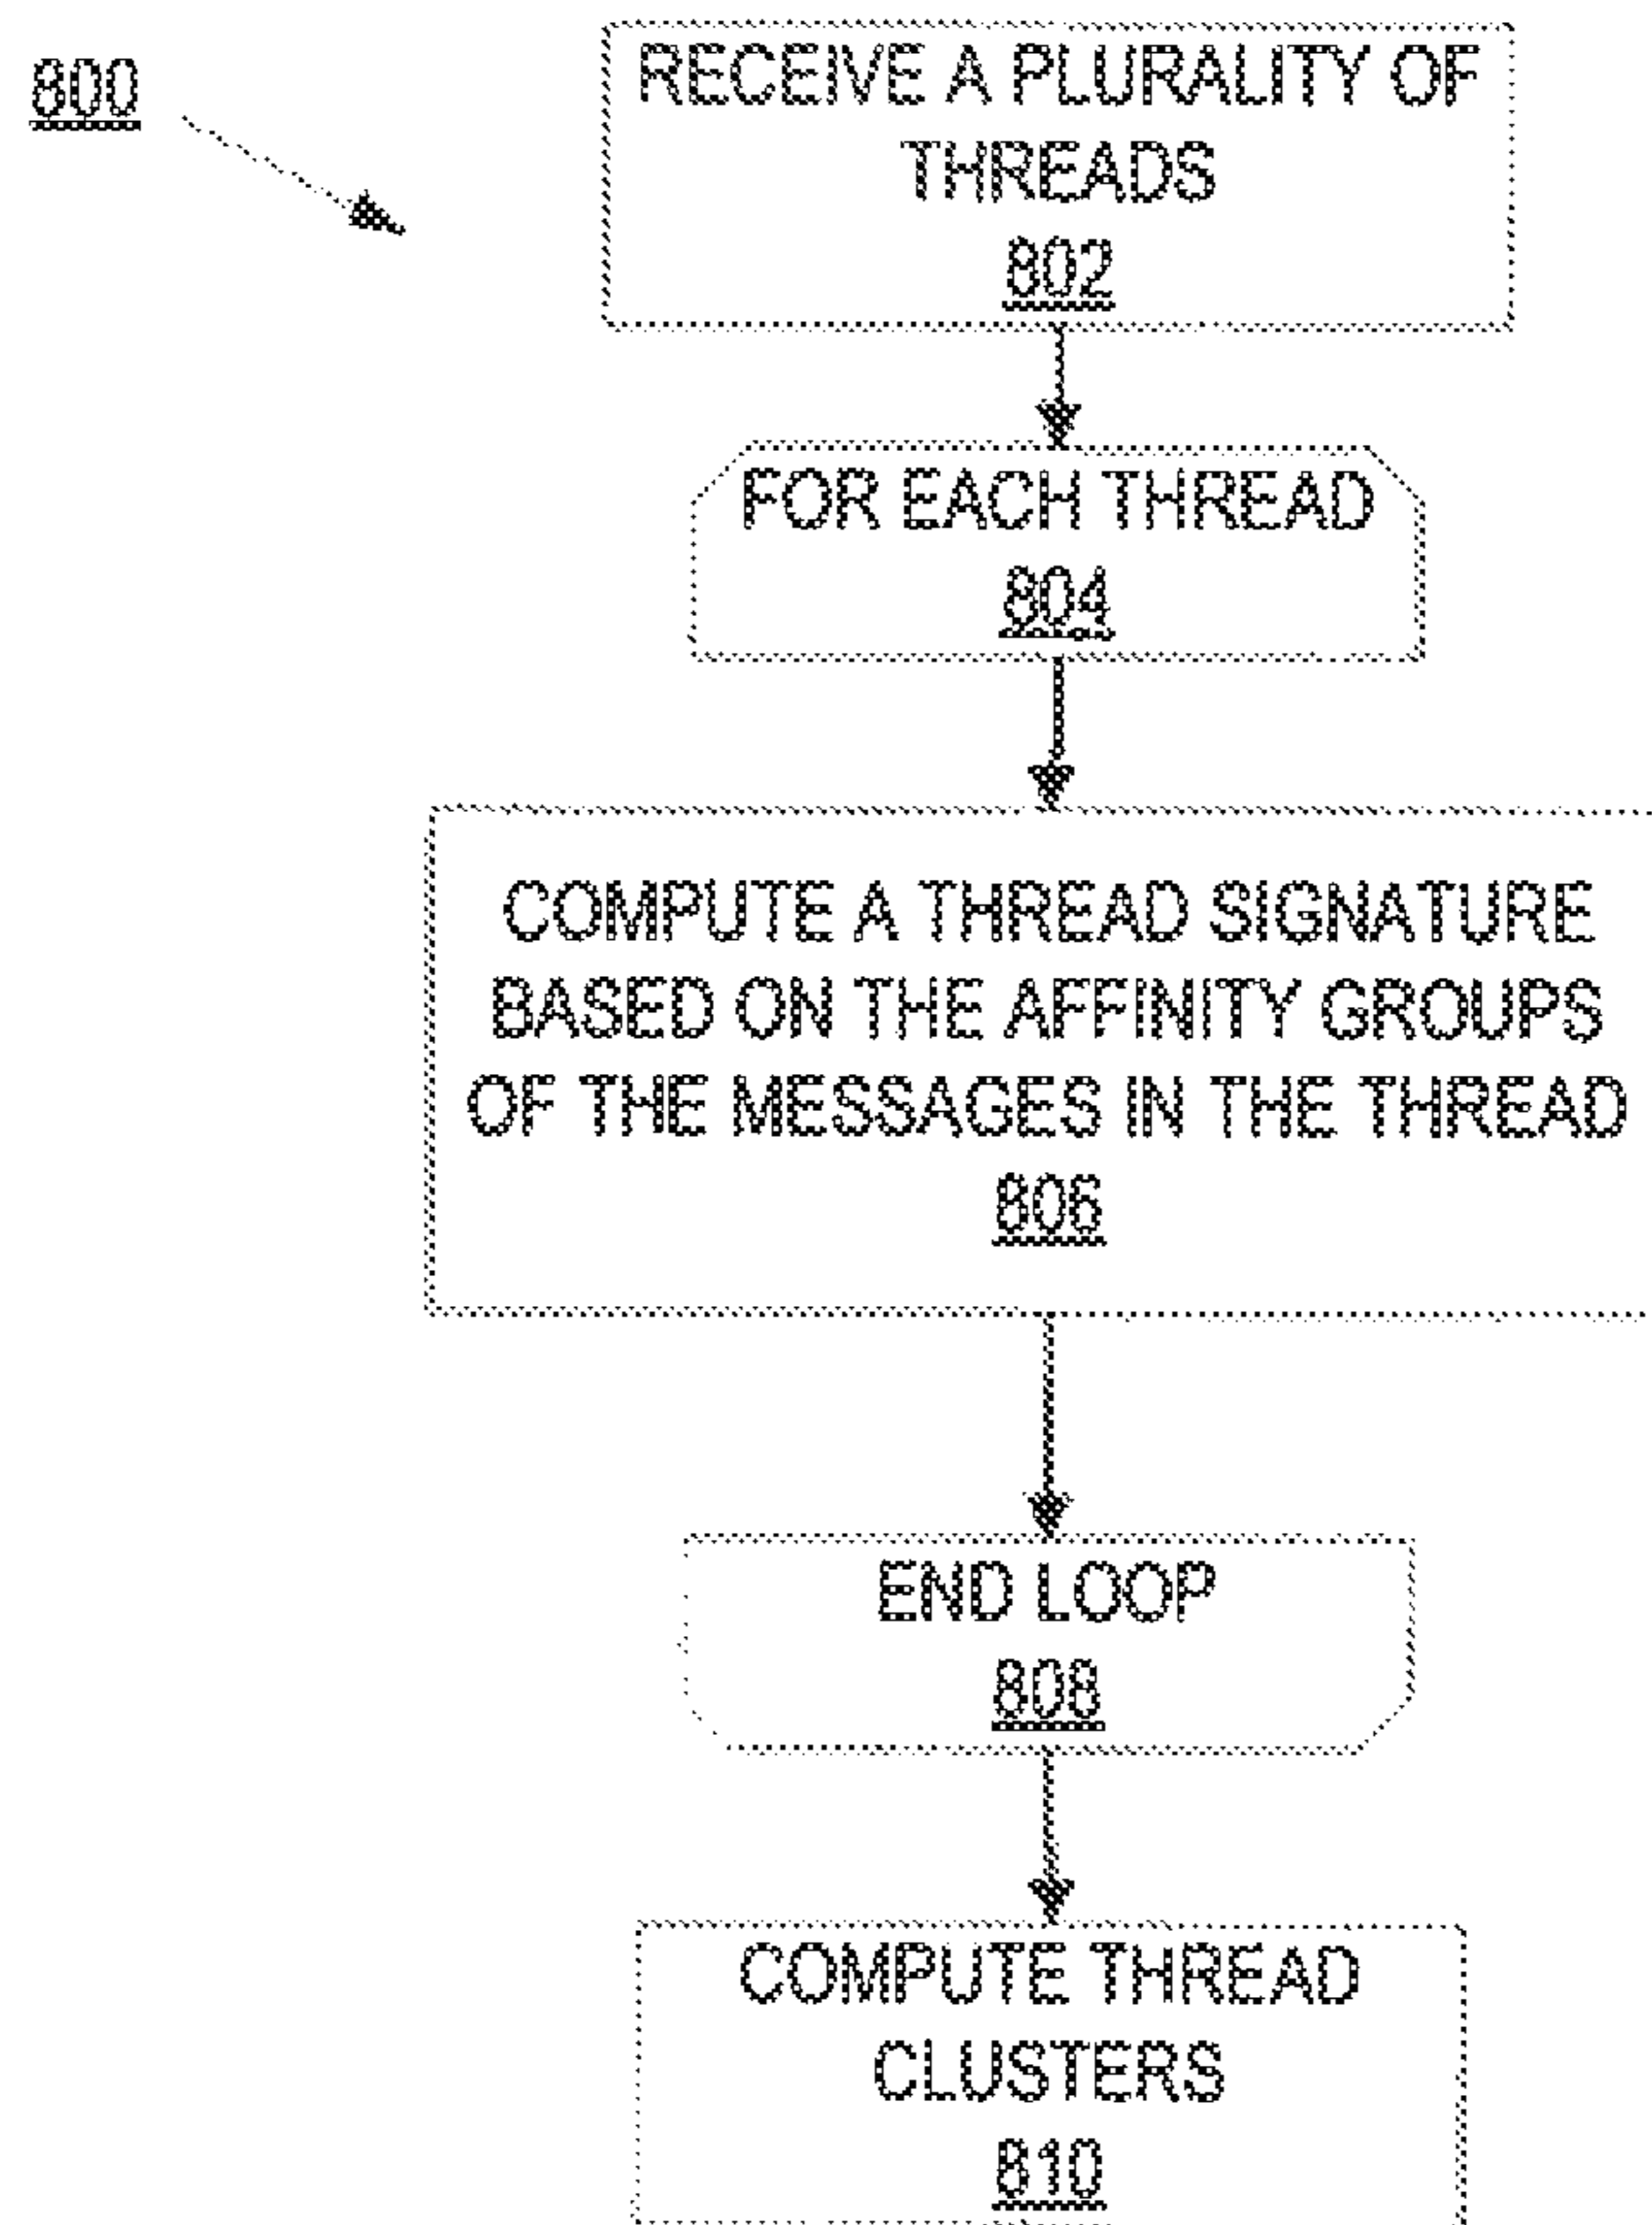 800
RECEIVE A PLURALITY OF
THREADS
802
FOR EACH THREAD
804
COMPUTE A THREAD SIGNATURE
BASED ON THE AFFINITY GROUPS
OF THE MESSAGES IN THE THREAD
806
END LOOP
808
COMPUTE THREAD
CLUSTERS
810